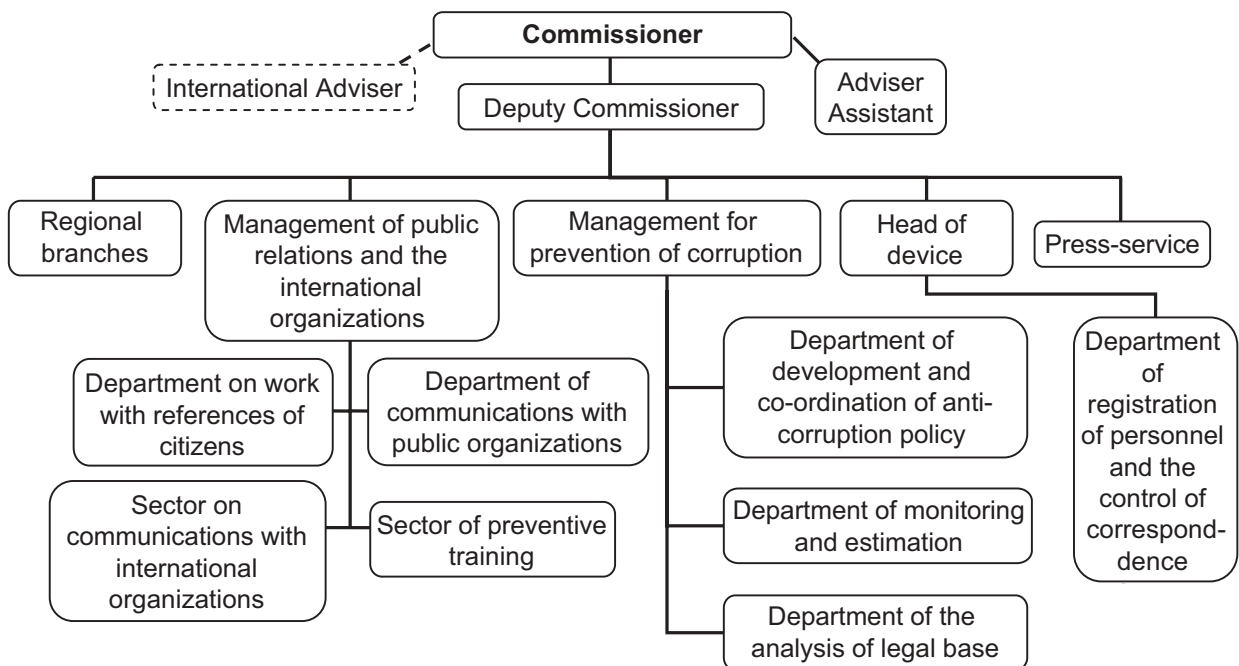 Commissioner
International Adviser
Adviser
Assistant
Deputy Commissioner
Regional
branches
Management of public
relations and the
international
organizations
Management for
prevention of corruption
Head of
device
Press-service
Department on work
with references of
citizens
Department of
communications with
public organizations
Sector on
communications with
international
organizations
Sector of preventive
training
Department of
development and
co-ordination of anti-
corruption policy
Department of monitoring
and estimation
Department of the
analysis of legal base
Department
of
registration
of personnel
and the
control of
correspond-
dence